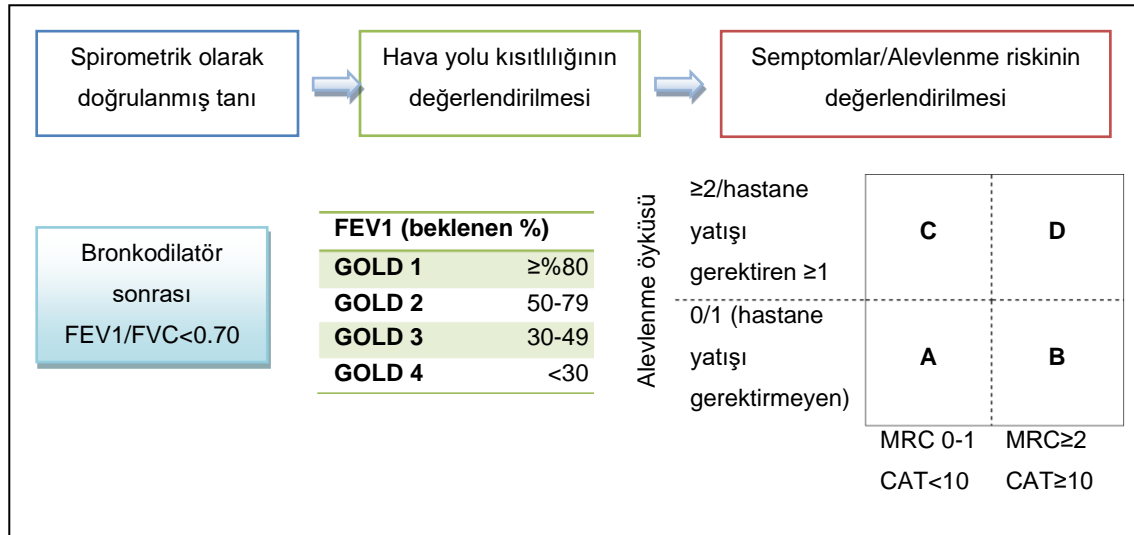 Spirometrik olarak
doğrulanmış tanı
Hava yolu kısıtlılığının
değerlendirilmesi
Semptomlar/Alevlenme riskinin
değerlendirilmesi
Bronkodilatör
sonrası
FEV1/FVC<0.70
FEV1 (beklenen %)
GOLD 1 ≥%80
GOLD 2 50-79
GOLD 3 30-49
GOLD 4 <30
Alevlenme öyküsü
≥2/hastane
yatışı
gerektiren ≥1
0/1 (hastane
yatışı
gerektirmeyen)
C D
A B
MRC 0-1 MRC≥2
CAT<10 CAT≥10